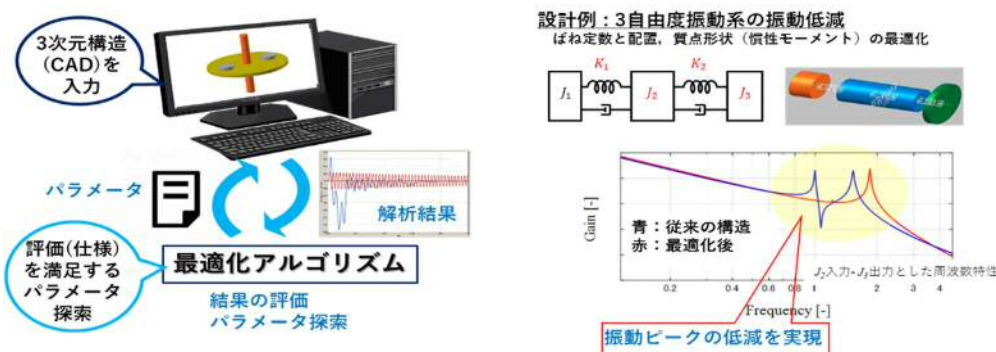 3次元構造
(CAD)を
入力
パラメータ
解析結果
評価(仕様)
を満足する
パラメータ
探索
最適化アルゴリズム
結果の評価
パラメータ探索
設計例:3自由度振動系の振動低減
ばね定数と配置,質点形状(慣性モーメント)の最適化
K1 K2
J1 J2 J3
Gain [-]
青:従来の構造
赤:最適化後
J2入力-J3出力とした周波数特性
0.2 0.4 0.6 0.8 1 2 3 4
Frequency [-]
振動ピークの低減を実現